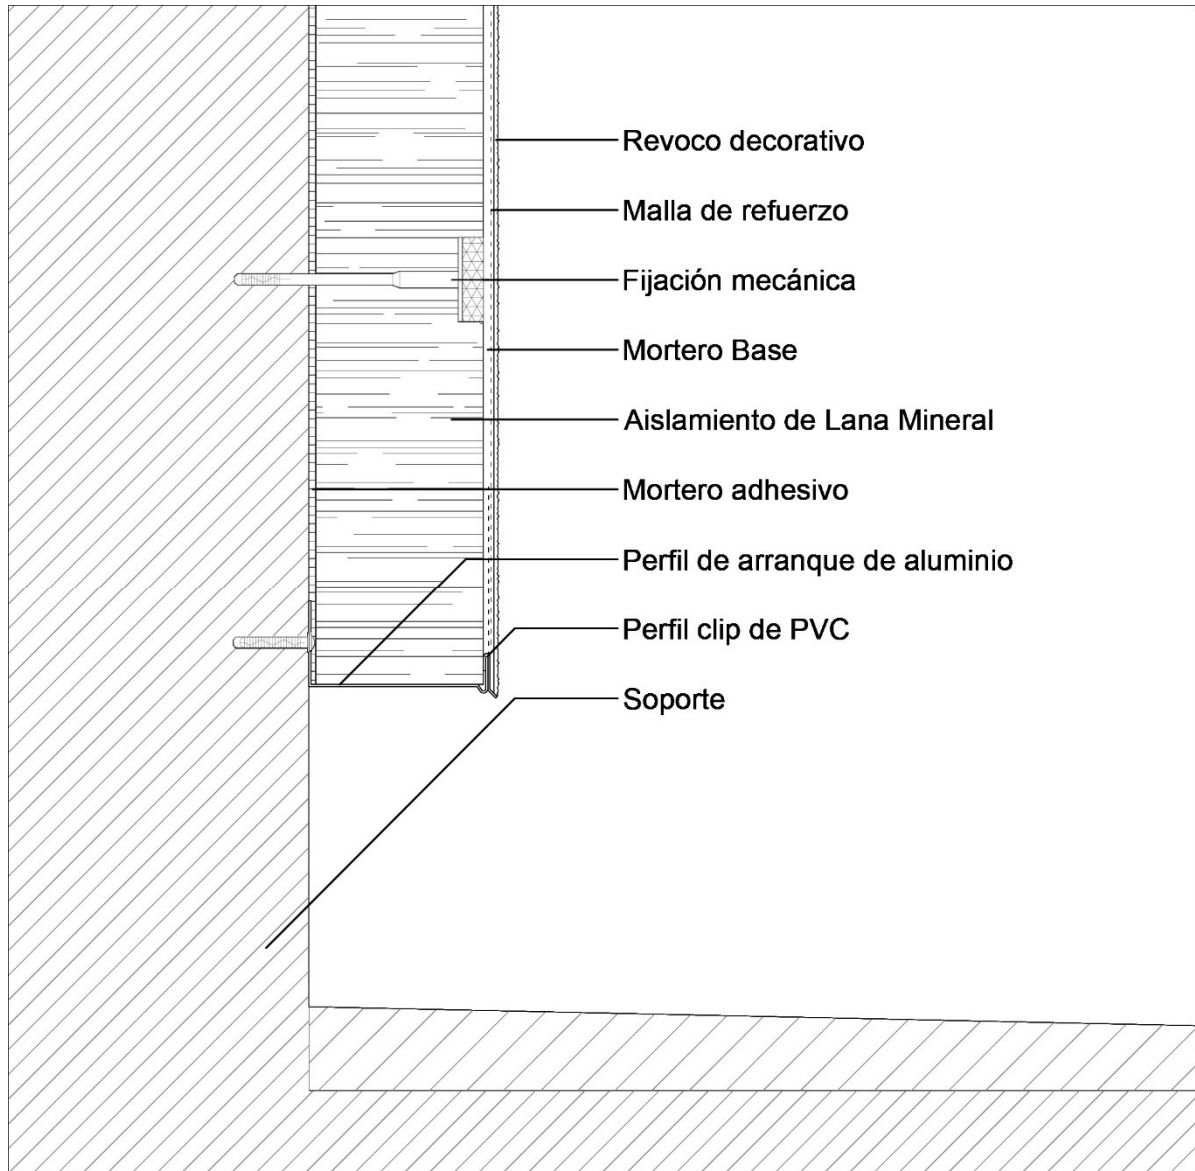 Revoco decorativo
Malla de refuerzo
Fijación mecánica
Mortero Base
Aislamiento de Lana Mineral
Mortero adhesivo
Perfil de arranque de aluminio
Perfil clip de PVC
Soporte